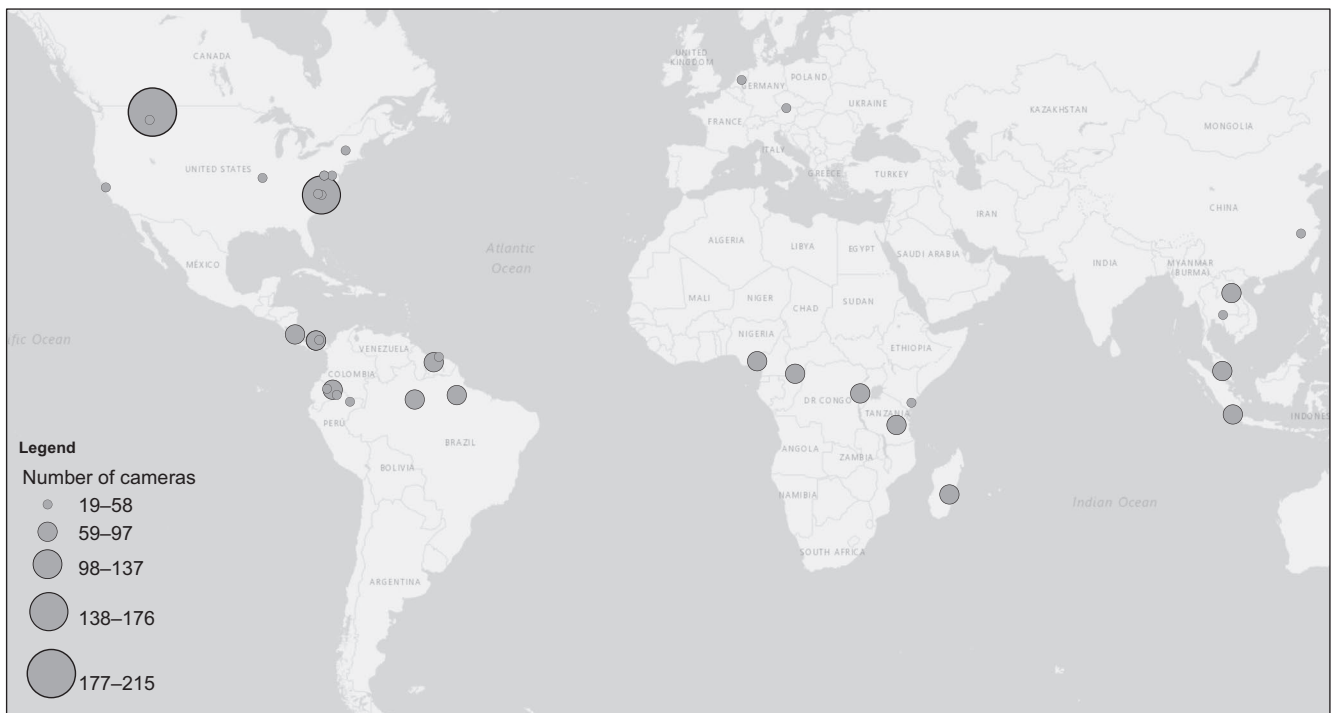 CANADA
UNITED
KINGDOM
POLAND
GERMANY
UKRAINE
KAZAKHSTAN
FRANCE
MONGOLIA
ITALY
UNITED STATES
GREECE
TURKEY
CHINA
IRAN
Atlantic
Ocean
ALGERIA
LIBYA
EGYPT
SAUDI ARABIA
MÉXICO
INDIA
MYANMAR
(BURMA)
MALI
NIGER
SUDAN
CHAD
NIGERIA
ific Ocean
VENEZUELA
ETHIOPIA
COLOMBIA
DR CONGO
TANZANIA
INDONES
PERÚ
BRAZIL
ANGOLA
ZAMBIA
BOLIVIA
NAMIBIA
Indian Ocean
SOUTH AFRICA
ARGENTINA
Legend
Number of cameras
19–58
59–97
98–137
138–176
177–215